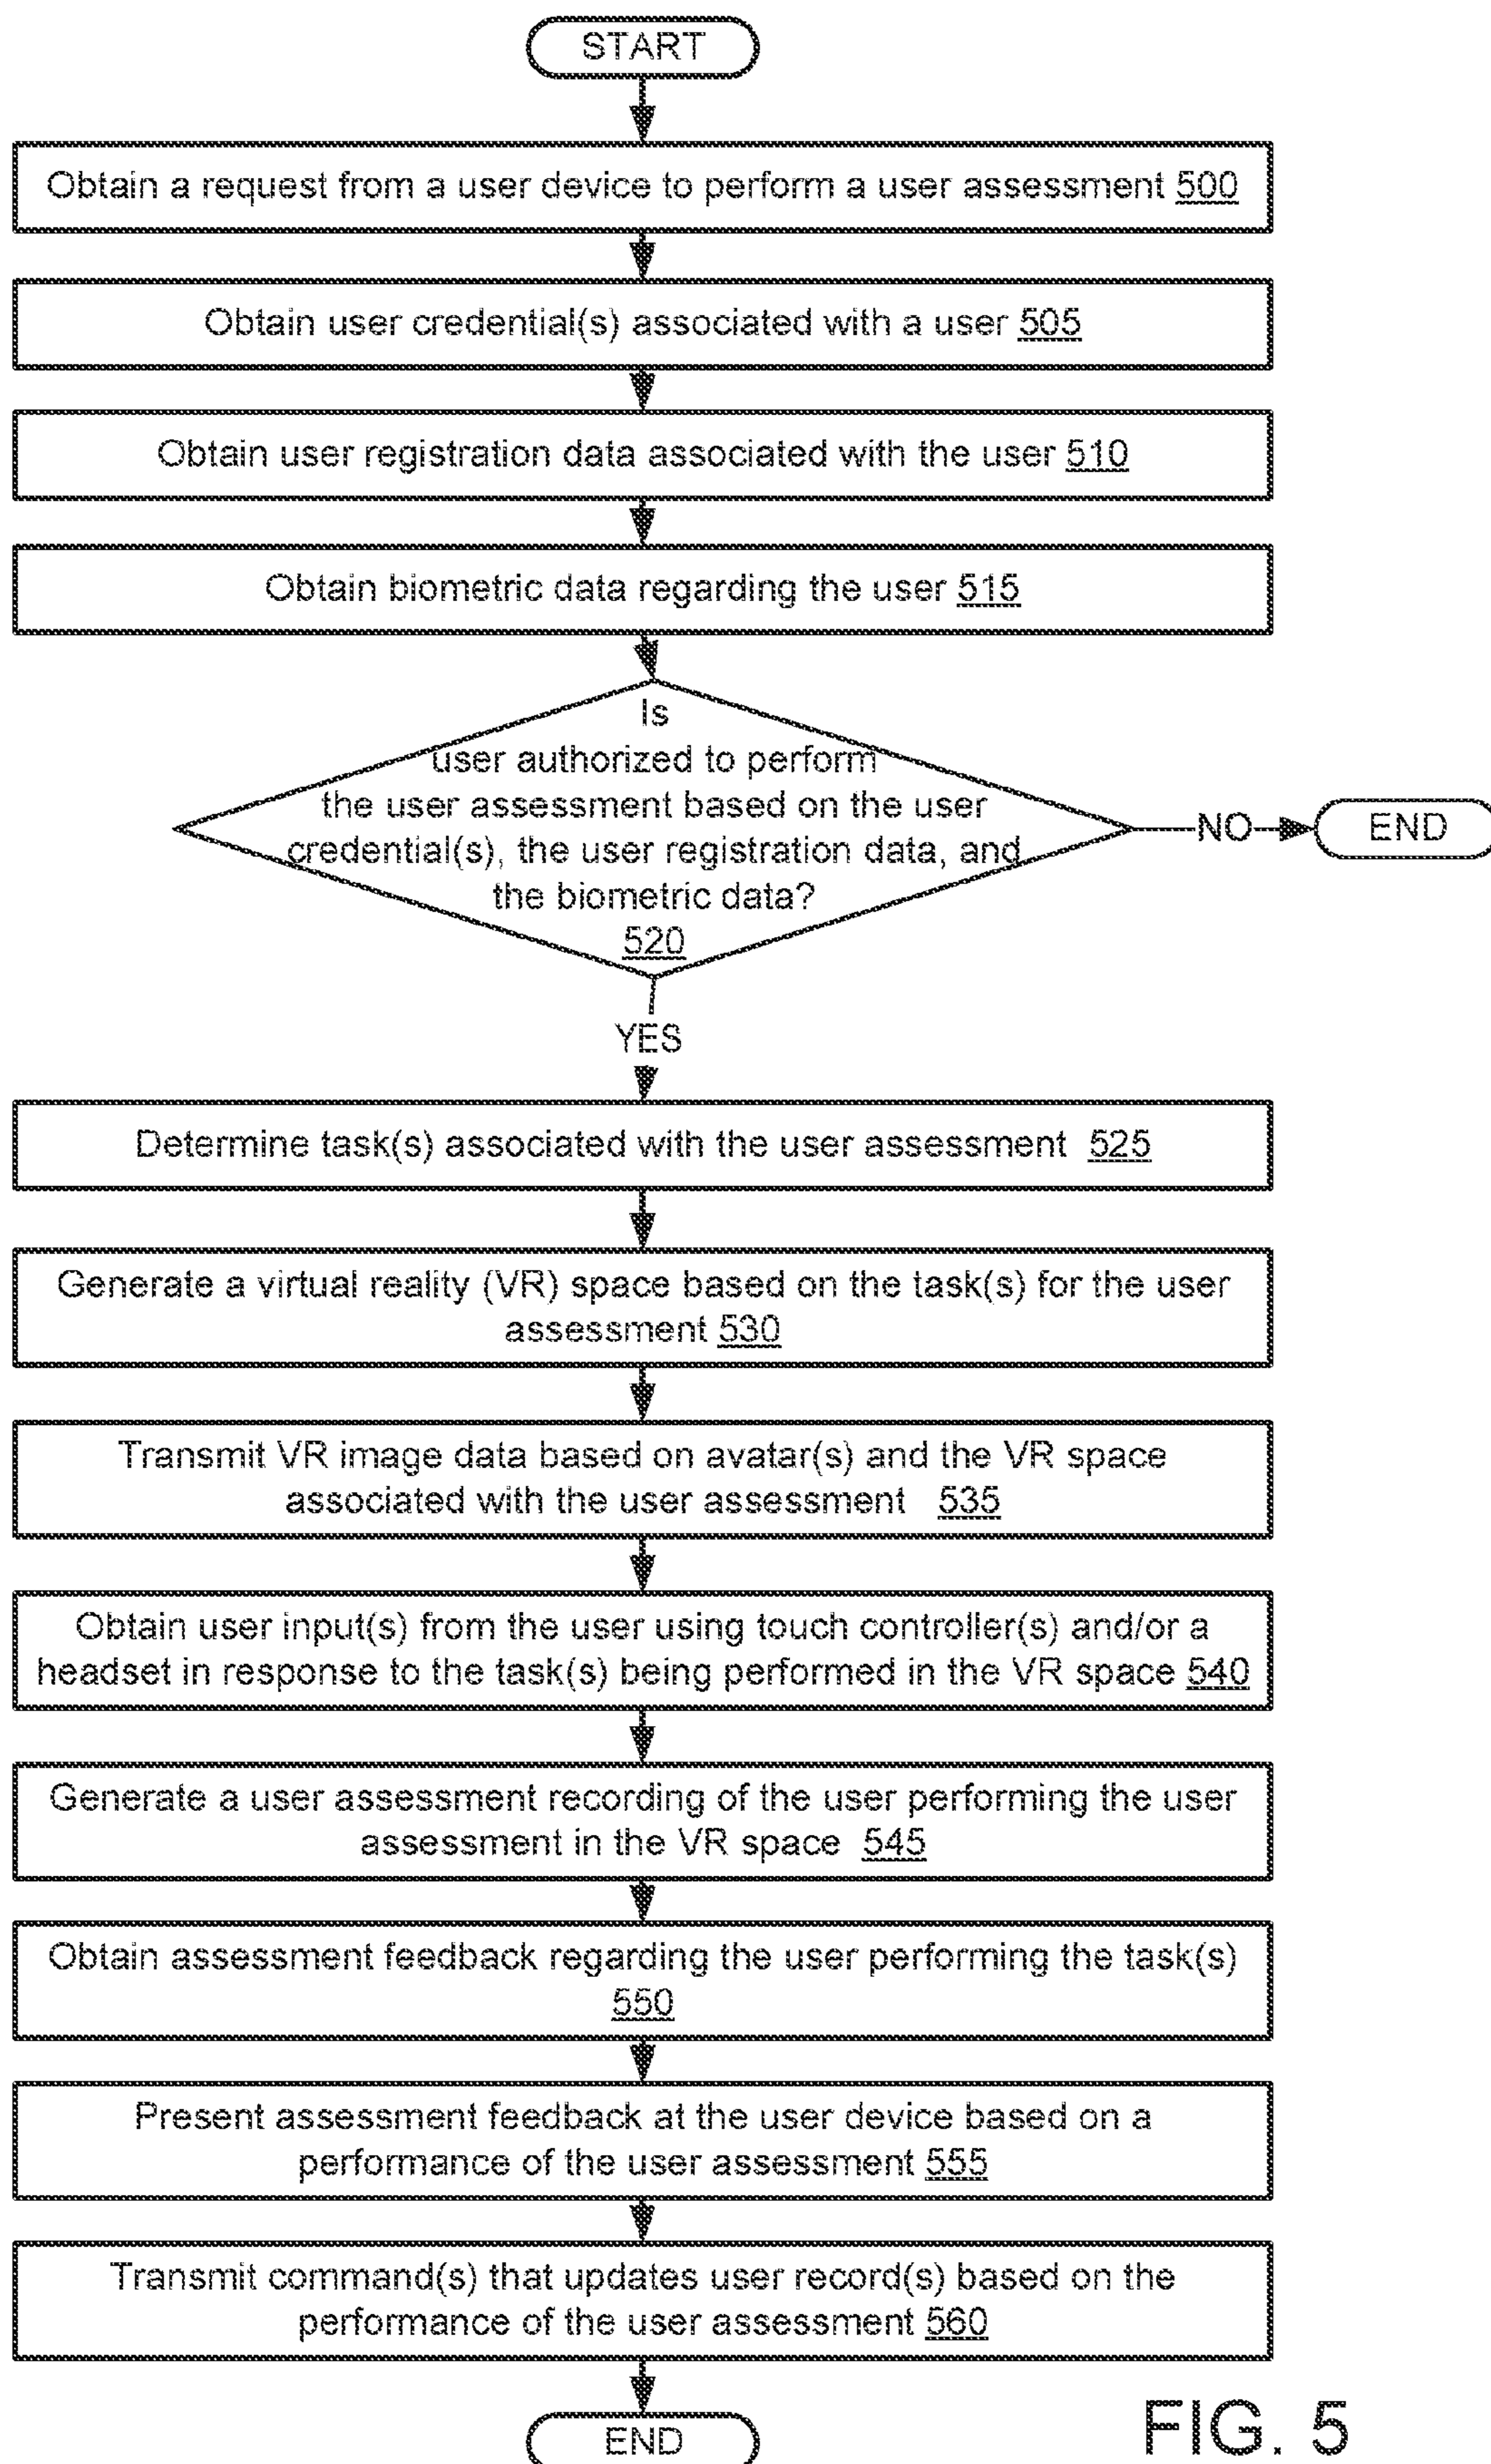 START
Obtain a request from a user device to perform a user assessment 500
Obtain user credential(s) associated with a user 505
Obtain user registration data associated with the user 510
Obtain biometric data regarding the user 515
Is
user authorized to perform
the user assessment based on the user
credential(s), the user registration data, and
the biometric data?
520
NO
END
YES
Determine task(s) associated with the user assessment 525
Generate a virtual reality (VR) space based on the task(s) for the user
assessment 530
Transmit VR image data based on avatar(s) and the VR space
associated with the user assessment 535
Obtain user input(s) from the user using touch controller(s) and/or a
headset in response to the task(s) being performed in the VR space 540
Generate a user assessment recording of the user performing the user
assessment in the VR space 545
Obtain assessment feedback regarding the user performing the task(s)
550
Present assessment feedback at the user device based on a
performance of the user assessment 555
Transmit command(s) that updates user record(s) based on the
performance of the user assessment 560
END
FIG. 5